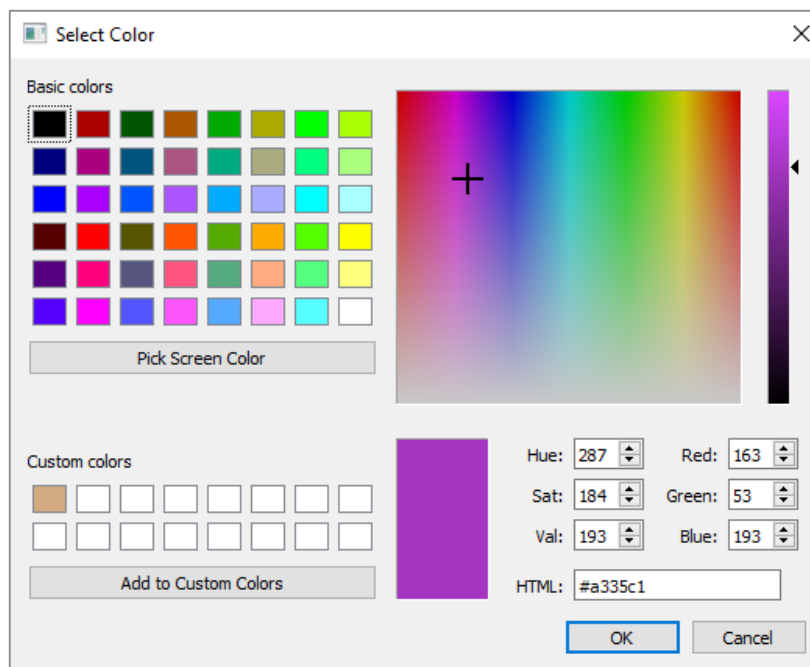 Select Color
Basic colors
Pick Screen Color
Custom colors
Add to Custom Colors
Hue: 287 Red: 163
Sat: 184 Green: 53
Val: 193 Blue: 193
HTML: #a335c1
OK Cancel